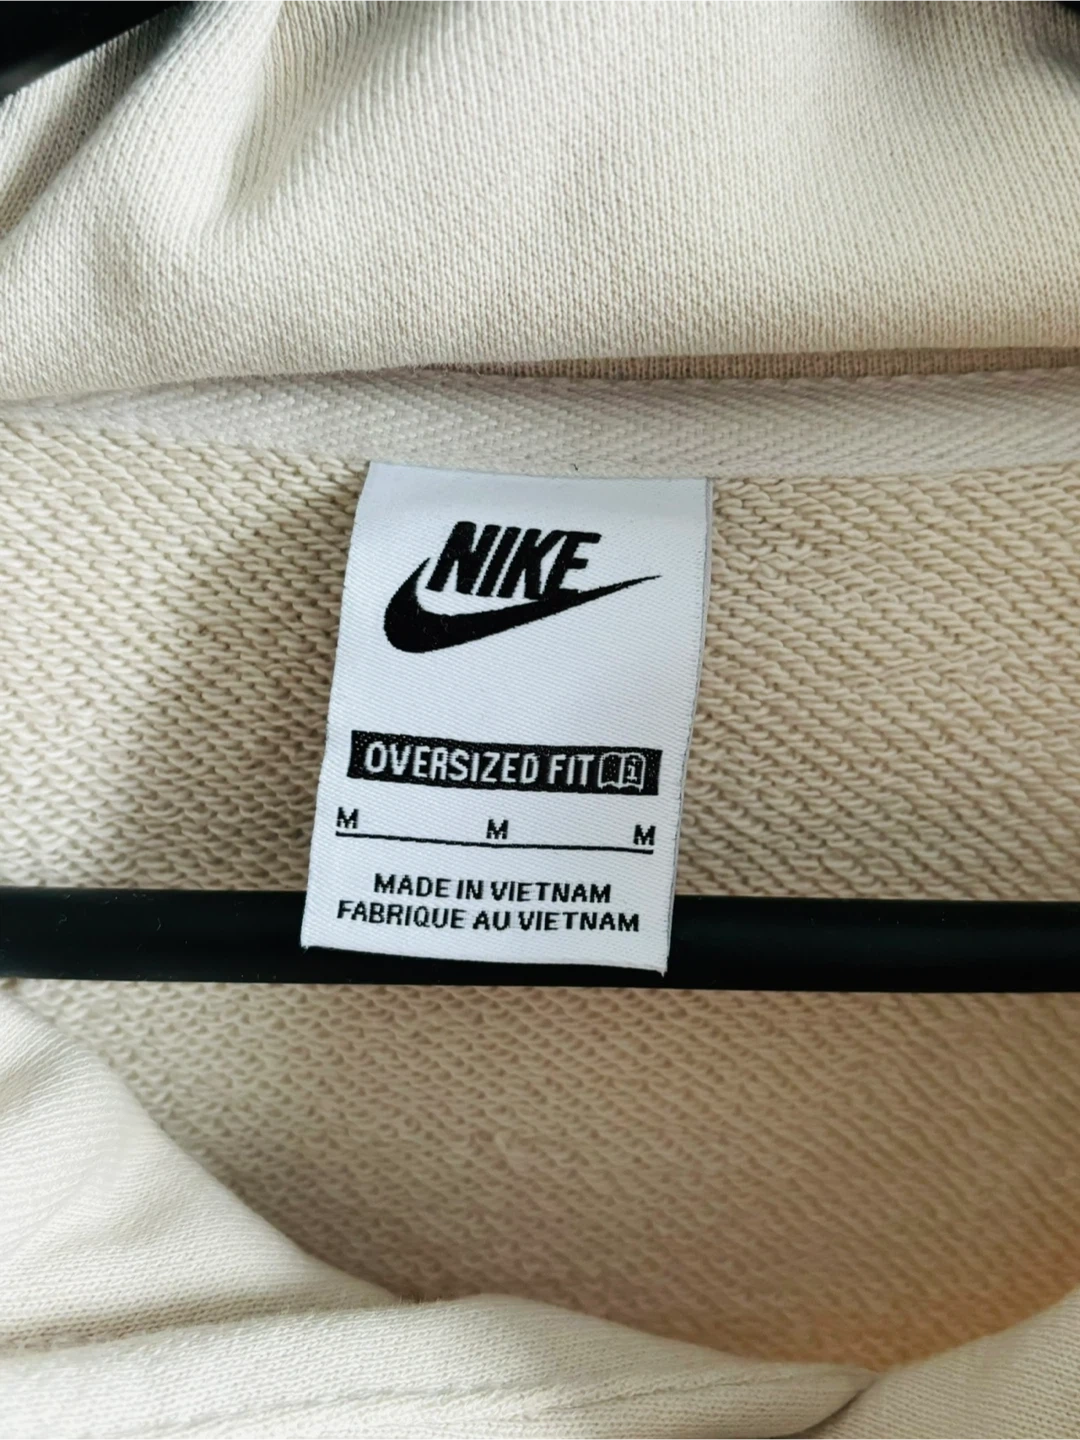 NIKE
OVERSIZED FIT
M M M
MADE IN VIETNAM
FABRIQUE AU VIETNAM